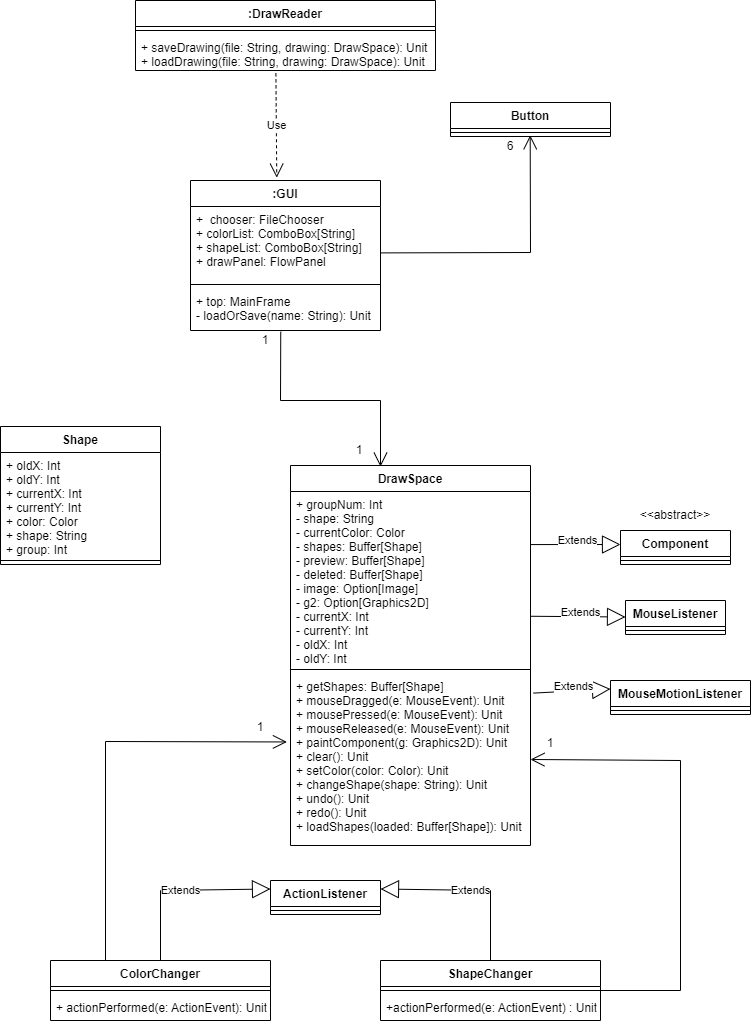 :DrawReader
+ saveDrawing(file: String, drawing: DrawSpace): Unit
+ loadDrawing(file: String, drawing: DrawSpace): Unit
Use
Button
6
:GUI
+ chooser: FileChooser
+ colorList: ComboBox[String]
+ shapeList: ComboBox[String]
+ drawPanel: FlowPanel
+ top: MainFrame
- loadOrSave(name: String): Unit
1
Shape
+ oldX: Int
+ oldY: Int
+ currentX: Int
+ currentY: Int
+ color: Color
+ shape: String
+ group: Int
1
DrawSpace
+ groupNum: Int
- shape: String
- currentColor: Color
- shapes: Buffer[Shape]
- preview: Buffer[Shape]
- deleted: Buffer[Shape]
- image: Option[Image]
- g2: Option[Graphics2D]
- currentX: Int
- currentY: Int
- oldX: Int
- oldY: Int
+ getShapes: Buffer[Shape]
+ mouseDragged(e: MouseEvent): Unit
+ mousePressed(e: MouseEvent): Unit
+ mouseReleased(e: MouseEvent): Unit
+ paintComponent(g: Graphics2D): Unit
+ clear(): Unit
+ setColor(color: Color): Unit
+ changeShape(shape: String): Unit
+ undo(): Unit
+ redo(): Unit
+ loadShapes(loaded: Buffer[Shape]): Unit
<<abstract>>
Extends
Component
Extends
MouseListener
Extends
MouseMotionListener
1
1
Extends
ActionListener
Extends
ColorChanger
+ actionPerformed(e: ActionEvent): Unit
ShapeChanger
+actionPerformed(e: ActionEvent) : Unit